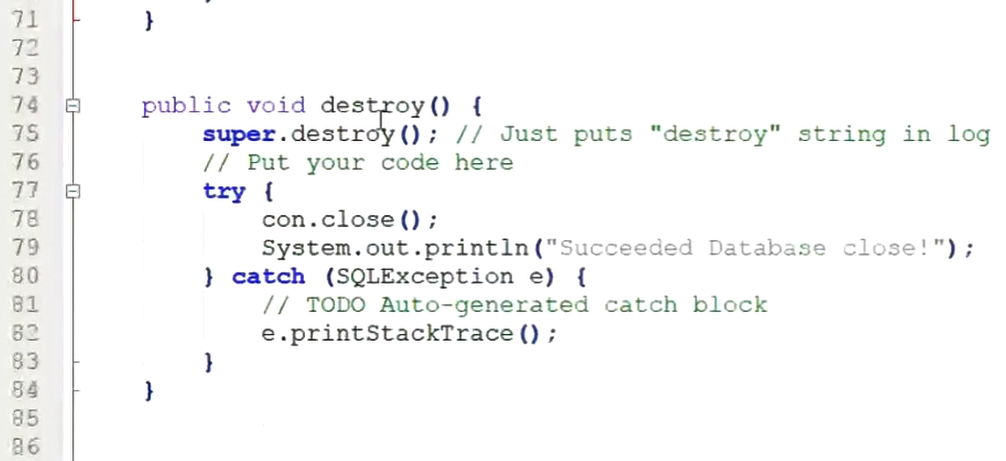 71 }
72
73
74 public void destroy() {
75 super.destroy(); // Just puts "destroy" string in log
76 // Put your code here
77 try {
78 con.close();
79 System.out.println("Succeeded Database close!");
80 } catch (SQLException e) {
81 // TODO Auto-generated catch block
82 e.printStackTrace();
83 }
84 }
85
86